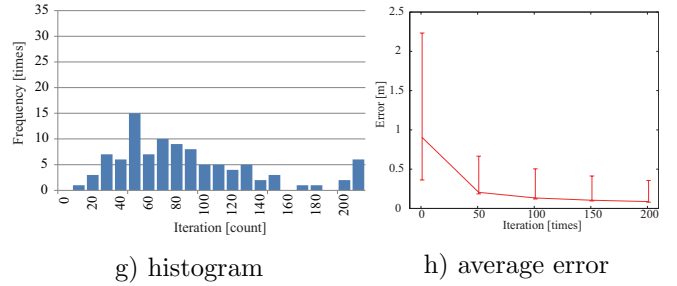 35
30
25
20
15
10
5
0
Frequency [times]
0 20 40 60 80 100 120 140 160 180 200
Iteration [count]
g) histogram
2.5
2
1.5
1
0.5
0
Error [m]
0 50 100 150 200
Iteration [times]
h) average error